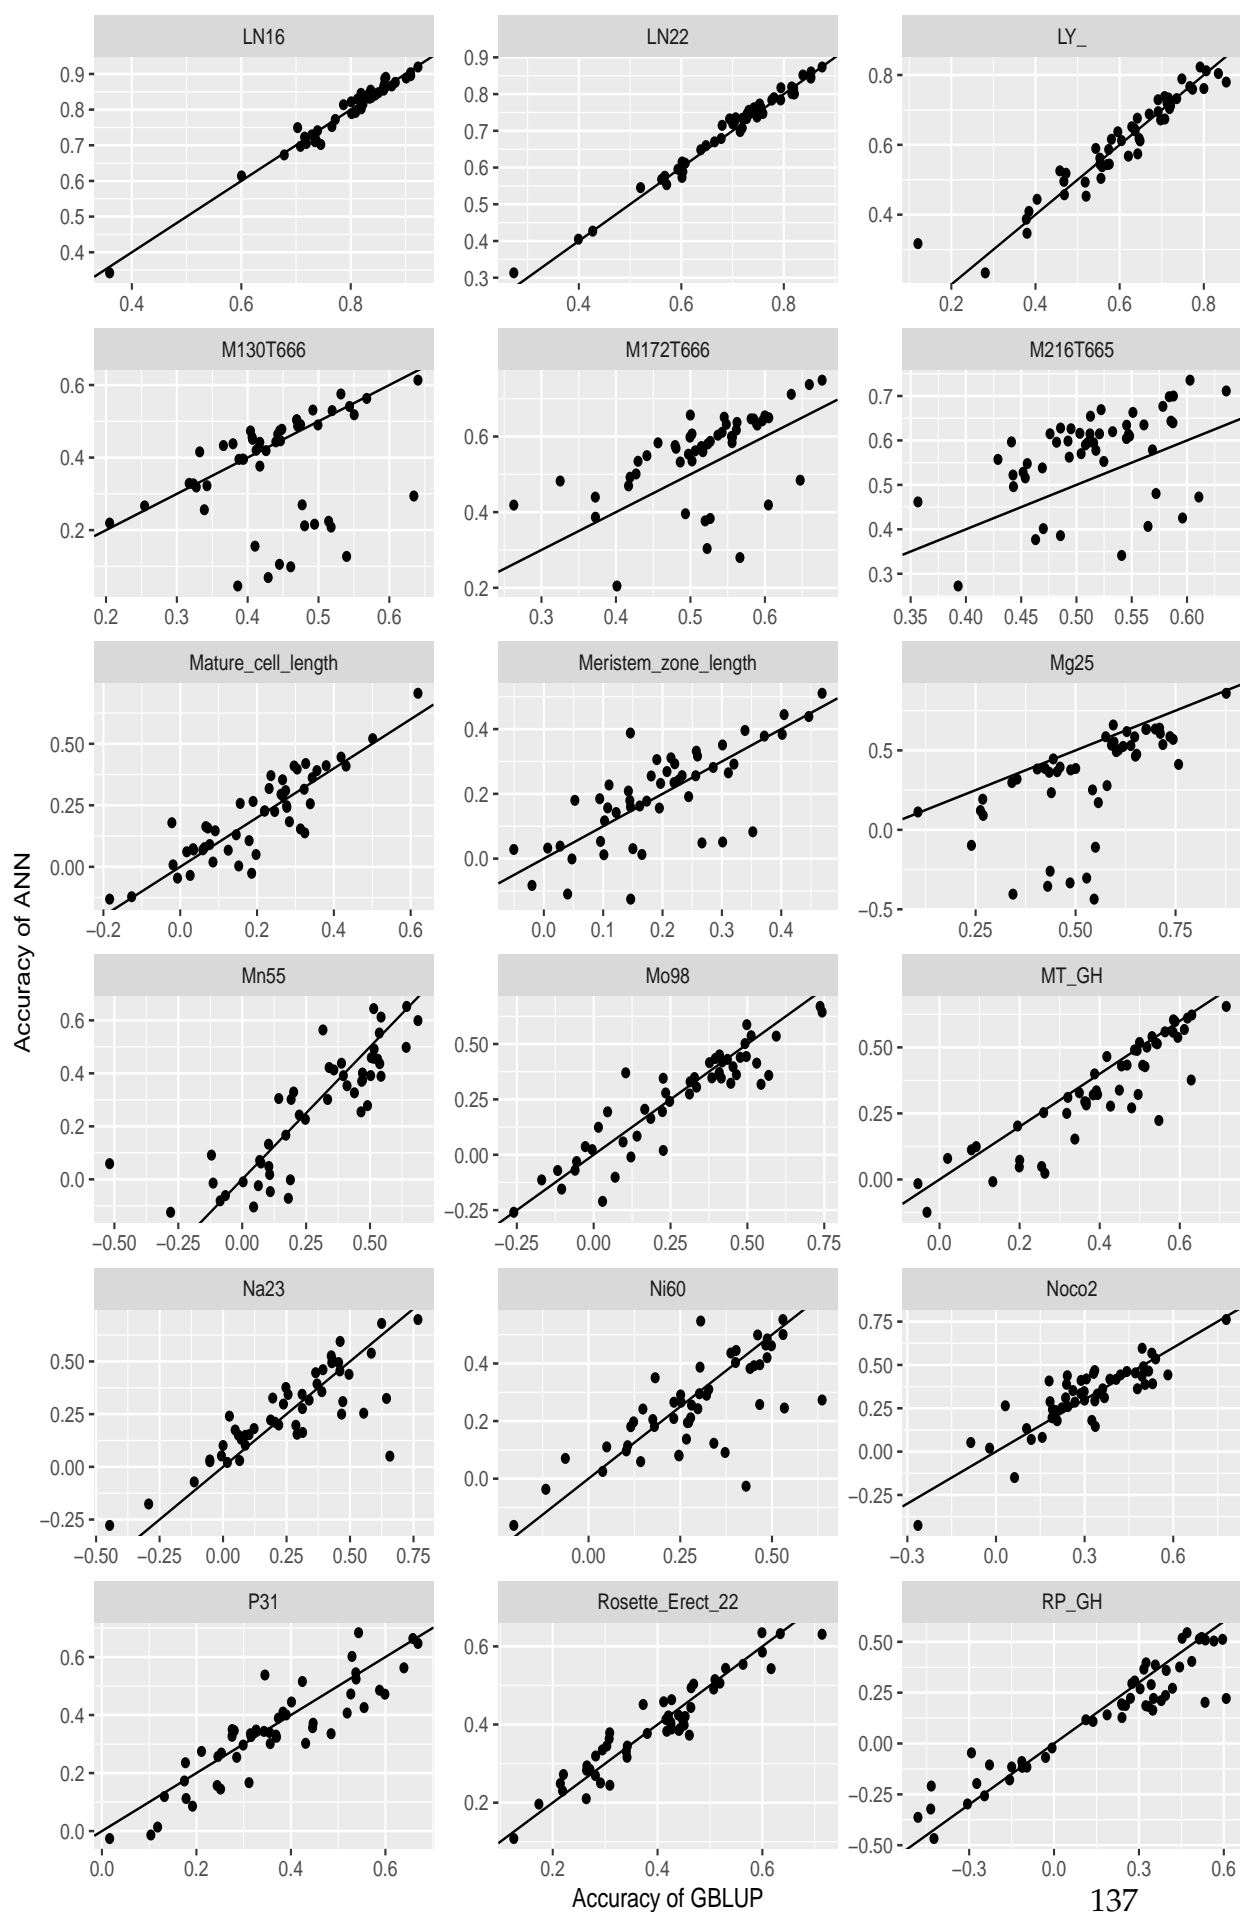 LN16 LN22 LY_
0.9 0.8 0.7 0.6 0.5 0.4
0.4 0.6 0.8
0.9 0.8 0.7 0.6 0.5 0.4 0.3
0.4 0.6 0.8
0.8 0.6 0.4
0.2 0.4 0.6 0.8
M130T666 M172T666 M216T665
0.6 0.4 0.2
0.2 0.3 0.4 0.5 0.6
0.6 0.4 0.2
0.3 0.4 0.5 0.6
0.7 0.6 0.5 0.4 0.3
0.35 0.40 0.45 0.50 0.55 0.60
Mature_cell_length Meristem_zone_length Mg25
0.50 0.25 0.00
−0.2 0.0 0.2 0.4 0.6
0.4 0.2 0.0
0.0 0.1 0.2 0.3 0.4
0.5 0.0 −0.5
0.25 0.50 0.75
Accuracy of ANN
Mn55 Mo98 MT_GH
0.6 0.4 0.2 0.0
−0.50 −0.25 0.00 0.25 0.50
0.50 0.25 0.00 −0.25
−0.25 0.00 0.25 0.50 0.75
0.50 0.25 0.00
0.0 0.2 0.4 0.6
Na23 Ni60 Noco2
0.50 0.25 0.00 −0.25
−0.50 −0.25 0.00 0.25 0.50 0.75
0.4 0.2 0.0
0.00 0.25 0.50
0.75 0.50 0.25 0.00 −0.25
−0.3 0.0 0.3 0.6
P31 Rosette_Erect_22 RP_GH
0.6 0.4 0.2 0.0
0.0 0.2 0.4 0.6
0.6 0.4 0.2
0.2 0.4 0.6
0.50 0.25 0.00 −0.25 −0.50
−0.3 0.0 0.3 0.6
Accuracy of GBLUP
137